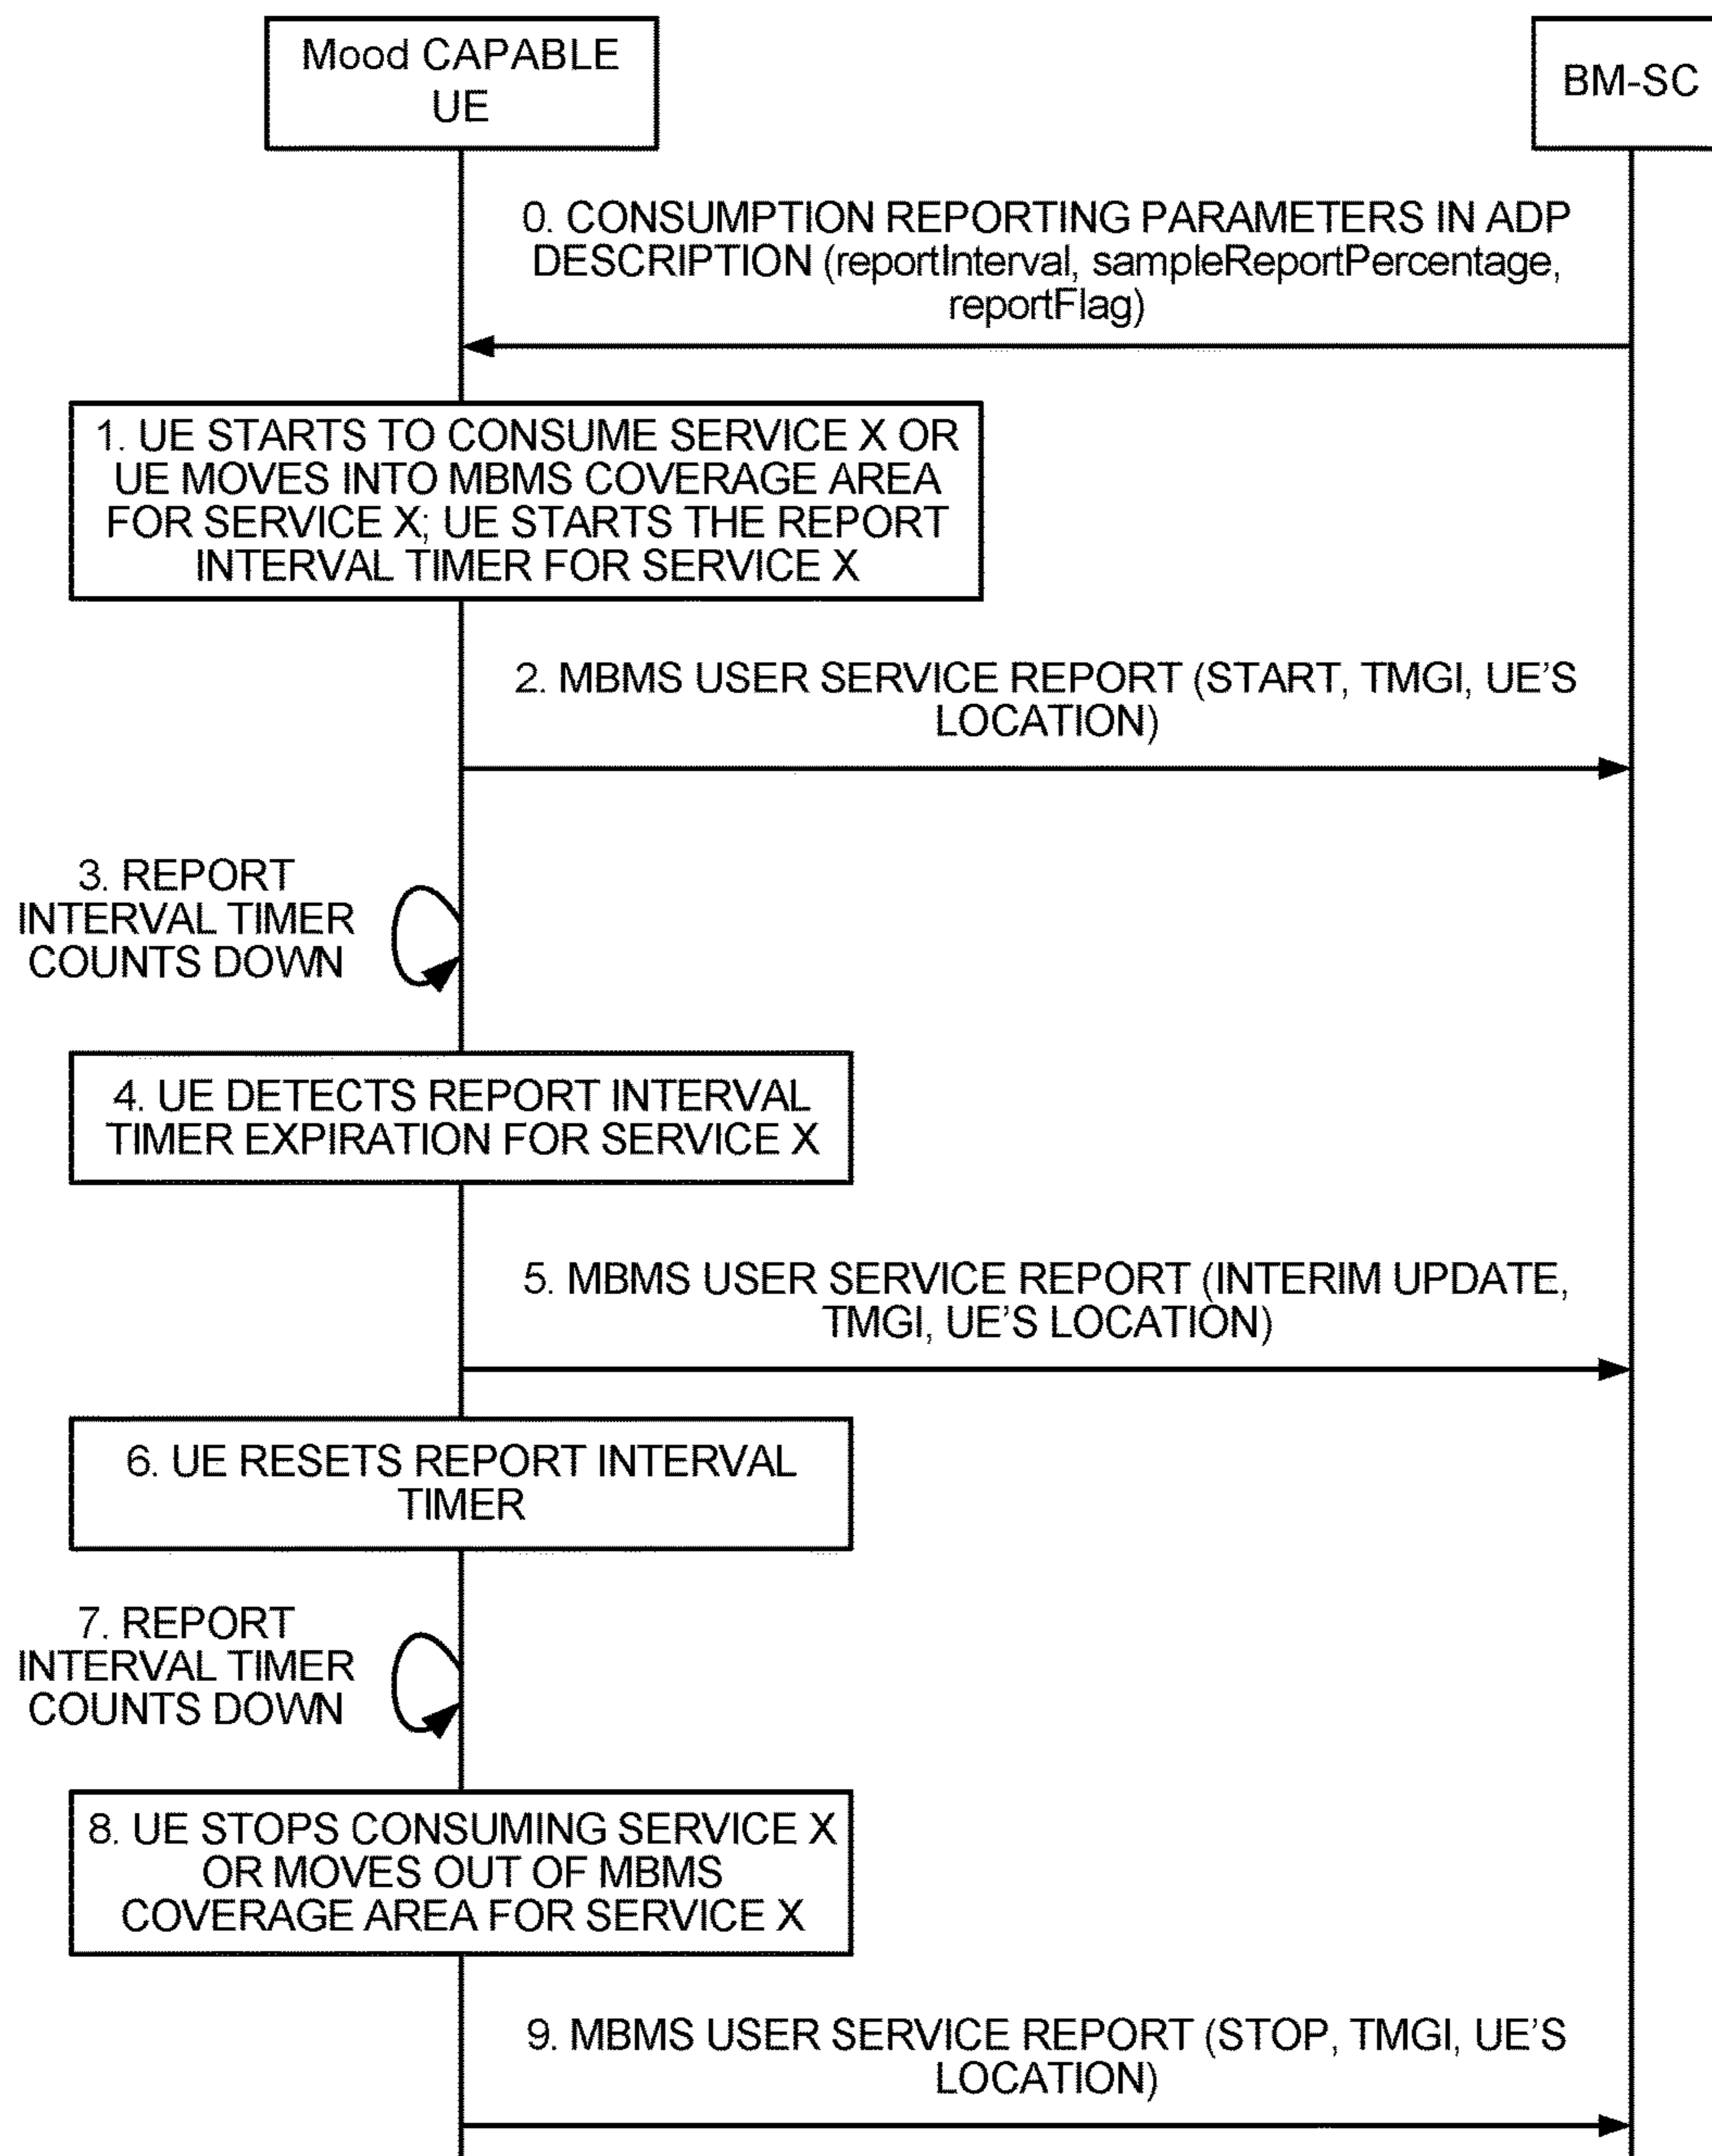 Mood CAPABLE
UE
BM-SC
0. CONSUMPTION REPORTING PARAMETERS IN ADP
DESCRIPTION (reportInterval, sampleReportPercentage,
reportFlag)
1. UE STARTS TO CONSUME SERVICE X OR
UE MOVES INTO MBMS COVERAGE AREA
FOR SERVICE X; UE STARTS THE REPORT
INTERVAL TIMER FOR SERVICE X
2. MBMS USER SERVICE REPORT (START, TMGI, UE'S
LOCATION)
3. REPORT
INTERVAL TIMER
COUNTS DOWN
4. UE DETECTS REPORT INTERVAL
TIMER EXPIRATION FOR SERVICE X
5. MBMS USER SERVICE REPORT (INTERIM UPDATE,
TMGI, UE'S LOCATION)
6. UE RESETS REPORT INTERVAL
TIMER
7. REPORT
INTERVAL TIMER
COUNTS DOWN
8. UE STOPS CONSUMING SERVICE X
OR MOVES OUT OF MBMS
COVERAGE AREA FOR SERVICE X
9. MBMS USER SERVICE REPORT (STOP, TMGI, UE'S
LOCATION)